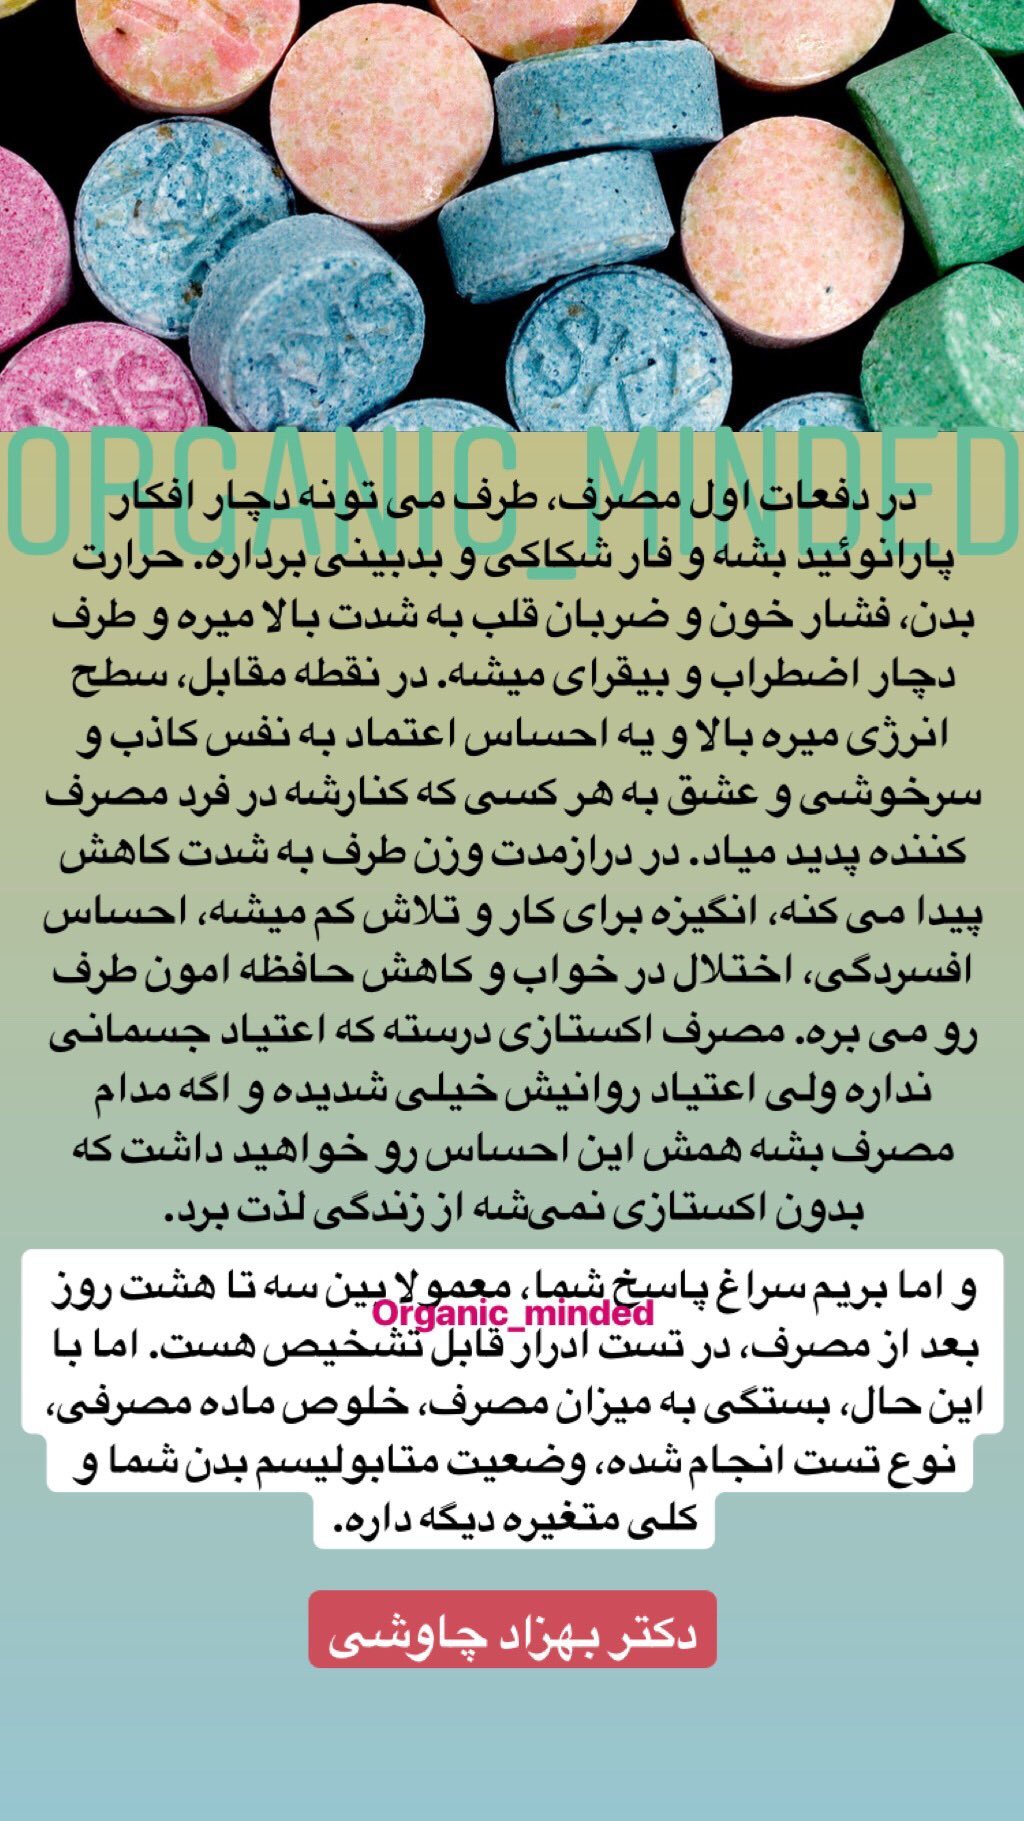 ORGANIC_MINDED
در دفعات اول مصرف، طرف می تونه دچار افکار
پارانوئید بشه و فار شکاکی و بدبینی برداره. حرارت
بدن، فشار خون و ضربان قلب به شدت بالا میره و طرف
دچار اضطراب و بیقرای میشه. در نقطه مقابل، سطح
انرژی میره بالا و یه احساس اعتماد به نفس کاذب و
سرخوشی و عشق به هر کسی که کنارشه در فرد مصرف
کننده پدید میاد. در درازمدت وزن طرف به شدت کاهش
پیدا می کنه، انگیزه برای کار و تلاش کم میشه، احساس
افسردگی، اختلال در خواب و کاهش حافظه امون طرف
رو می بره. مصرف اکستازی درسته که اعتیاد جسمانی
نداره ولی اعتیاد روانیش خیلی شدیده و اگه مدام
مصرف بشه همش این احساس رو خواهید داشت که
بدون اکستازی نمی‌شه از زندگی لذت برد.
و اما بریم سراغ پاسخ شما، معمولا بین سه تا هشت روز
Organic_minded
بعد از مصرف، در تست ادرار قابل تشخیص هست. اما با
این حال، بستگی به میزان مصرف، خلوص ماده مصرفی،
نوع تست انجام شده، وضعیت متابولیسم بدن شما و
کلی متغیره دیگه داره.
دکتر بهزاد چاوشی